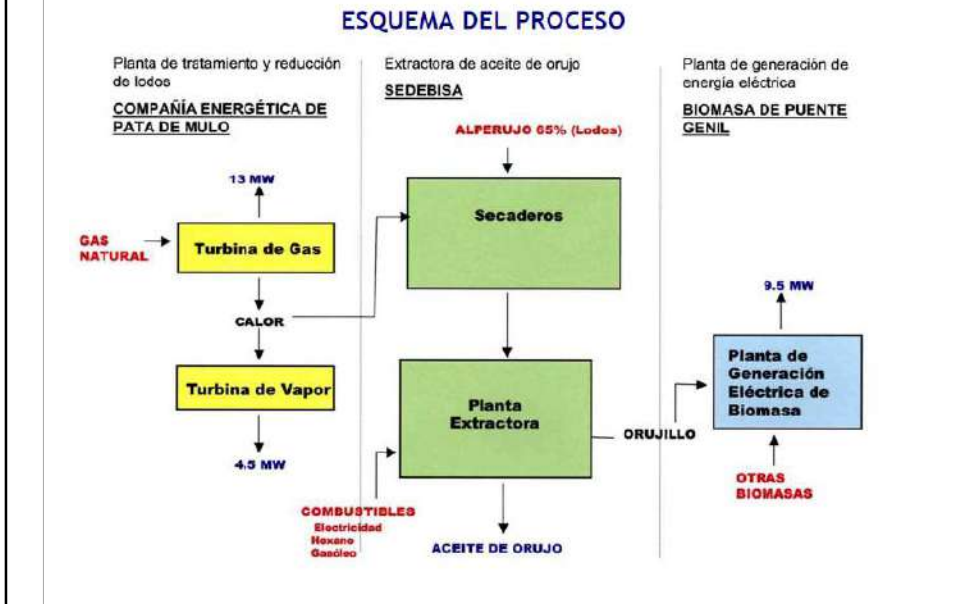 ESQUEMA DEL PROCESO
Planta de tratamiento y reducción
de lodos
COMPAÑÍA ENERGÉTICA DE
PATA DE MULO
Extractora de aceite de orujo
SEDEBISA
Planta de generación de
energía eléctrica
BIOMASA DE PUENTE
GENIL
ALPERUJO 65% (Lodos)
13 MW
Secaderos
GAS
NATURAL
Turbina de Gas
9.5 MW
CALOR
Planta de
Generación
Eléctrica de
Biomasa
Turbina de Vapor
Planta
Extractora
ORUJILLO
4.5 MW
OTRAS
BIOMASAS
COMBUSTIBLES
Electricidad
Hexano
Gasóleo
ACEITE DE ORUJO